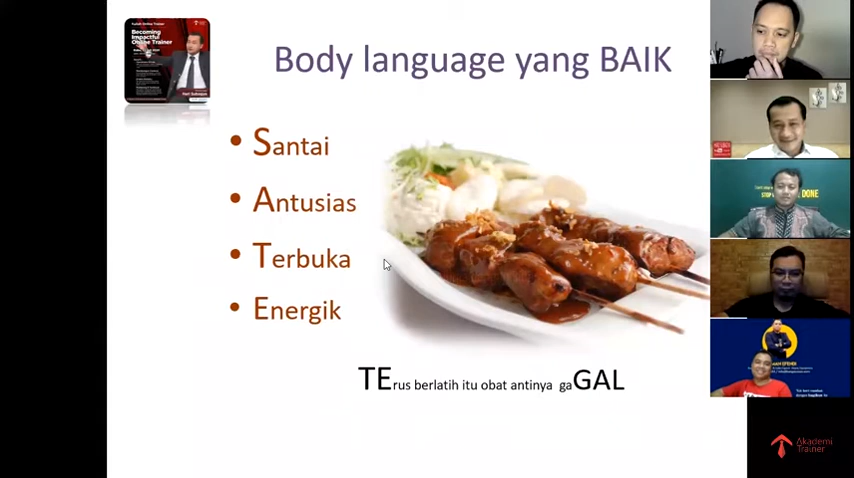 Becoming
Impactful
Online Trainer
Body language yang BAIK
• Santai
• Antusias
• Terbuka
• Energik
TErus berlatih itu obat antinya gaGAL
DONE
Akademi
Trainer